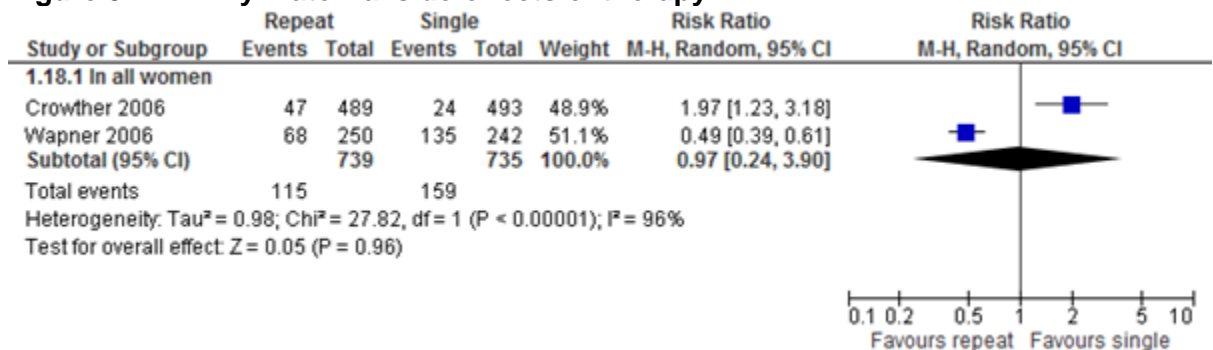 Repeat Single Risk Ratio Risk Ratio
Study or Subgroup Events Total Events Total Weight M-H, Random, 95% CI M-H, Random, 95% CI
1.18.1 In all women
Crowther 2006 47 489 24 493 48.9% 1.97 [1.23, 3.18]
Wapner 2006 68 250 135 242 51.1% 0.49 [0.39, 0.61]
Subtotal (95% CI) 739 735 100.0% 0.97 [0.24, 3.90]
Total events 115 159
Heterogeneity: Tau² = 0.98; Chi² = 27.82, df = 1 (P < 0.00001); I² = 96%
Test for overall effect: Z = 0.05 (P = 0.96)
0.1 0.2 0.5 1 2 5 10
Favours repeat Favours single